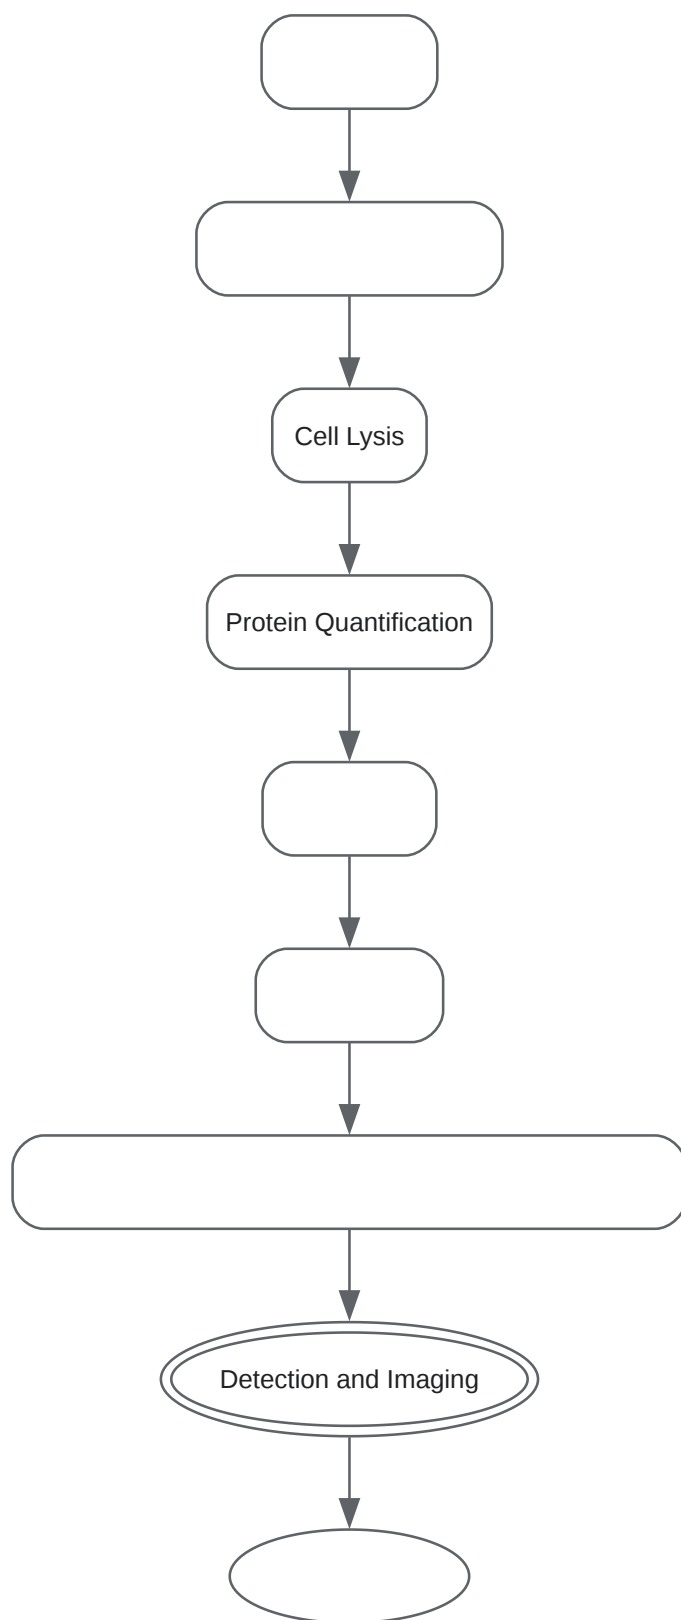 Cell Lysis
Protein Quantification
Detection and Imaging